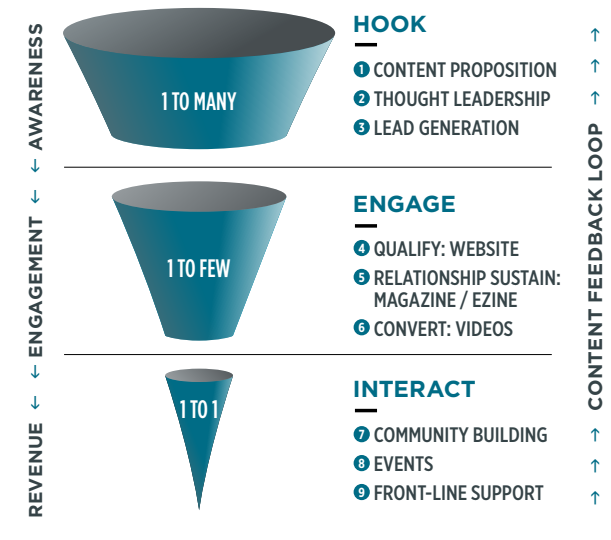 AWARENESS
← ←
ENGAGEMENT
← ←
REVENUE
1 TO MANY
HOOK
1 CONTENT PROPOSITION
2 THOUGHT LEADERSHIP
3 LEAD GENERATION
1 TO FEW
ENGAGE
4 QUALIFY: WEBSITE
5 RELATIONSHIP SUSTAIN:
MAGAZINE / EZINE
6 CONVERT: VIDEOS
1 TO 1
INTERACT
7 COMMUNITY BUILDING
8 EVENTS
9 FRONT-LINE SUPPORT
CONTENT FEEDBACK LOOP